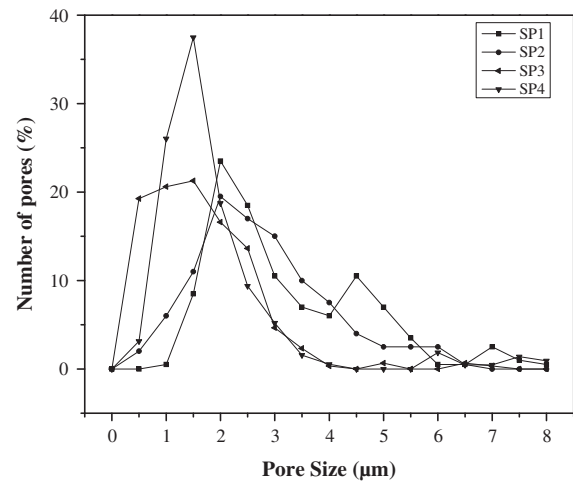 40
30
20
10
0
Number of pores (%)
SP1
SP2
SP3
SP4
0 1 2 3 4 5 6 7 8
Pore Size (µm)